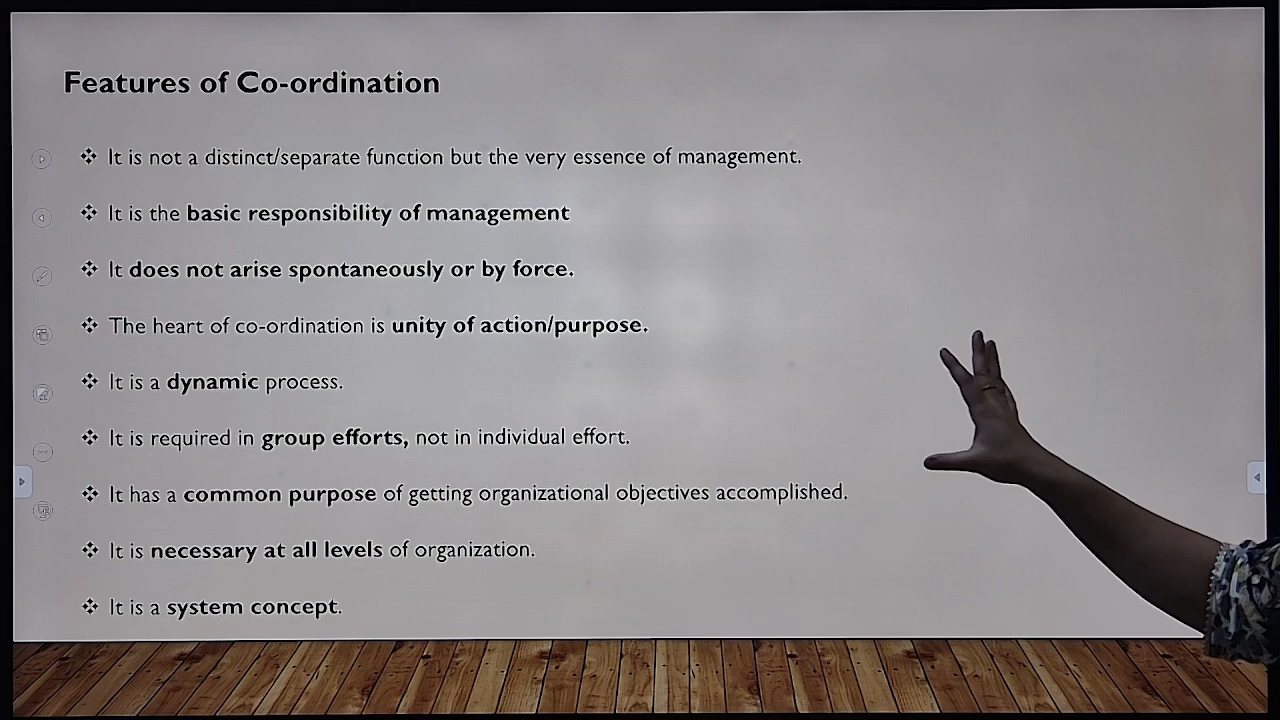 Features of Co-ordination
❖ It is not a distinct/separate function but the very essence of management.
❖ It is the basic responsibility of management
❖ It does not arise spontaneously or by force.
❖ The heart of co-ordination is unity of action/purpose.
❖ It is a dynamic process.
❖ It is required in group efforts, not in individual effort.
❖ It has a common purpose of getting organizational objectives accomplished.
❖ It is necessary at all levels of organization.
❖ It is a system concept.